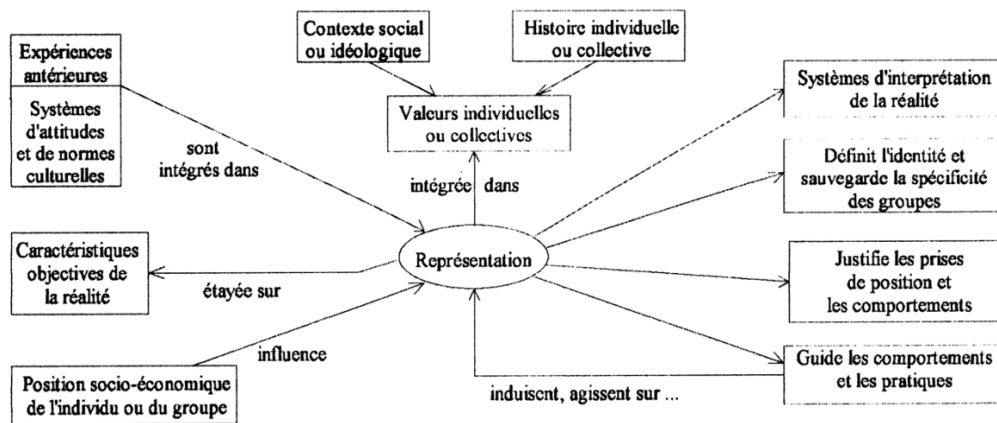 Contexte social
ou idéologique
Histoire individuelle
ou collective
Expériences
antérieures
Systèmes
d'attitudes
et de normes
culturelles
Valeurs individuelles
ou collectives
Systèmes d'interprétation
de la réalité
sont
intégrés dans
intégrée dans
Définit l'identité et
sauvegarde la spécificité
des groupes
Caractéristiques
objectives de
la réalité
Représentation
étayée sur
Justifie les prises
de position et
les comportements
influence
Position socio-économique
de l'individu ou du groupe
induisent, agissent sur ...
Guide les comportements
et les pratiques